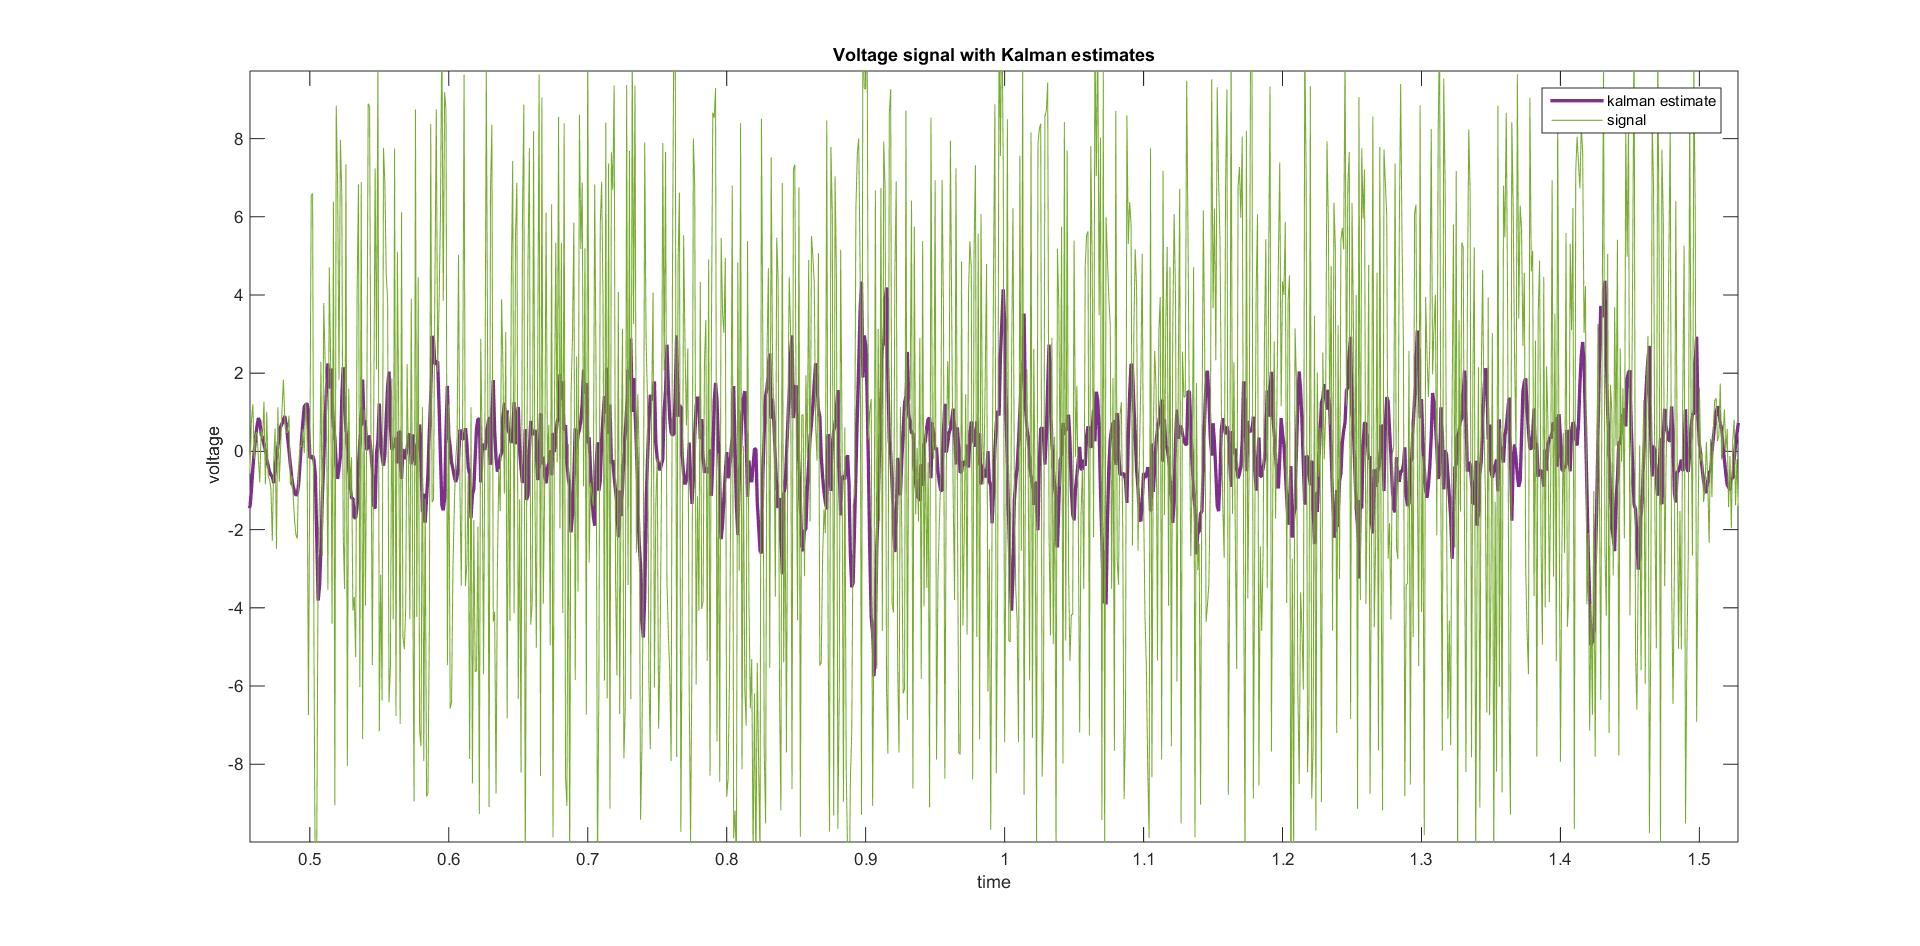 Voltage signal with Kalman estimates
kalman estimate
signal
8
6
4
2
0
-2
-4
-6
-8
voltage
0.5 0.6 0.7 0.8 0.9 1 1.1 1.2 1.3 1.4 1.5
time